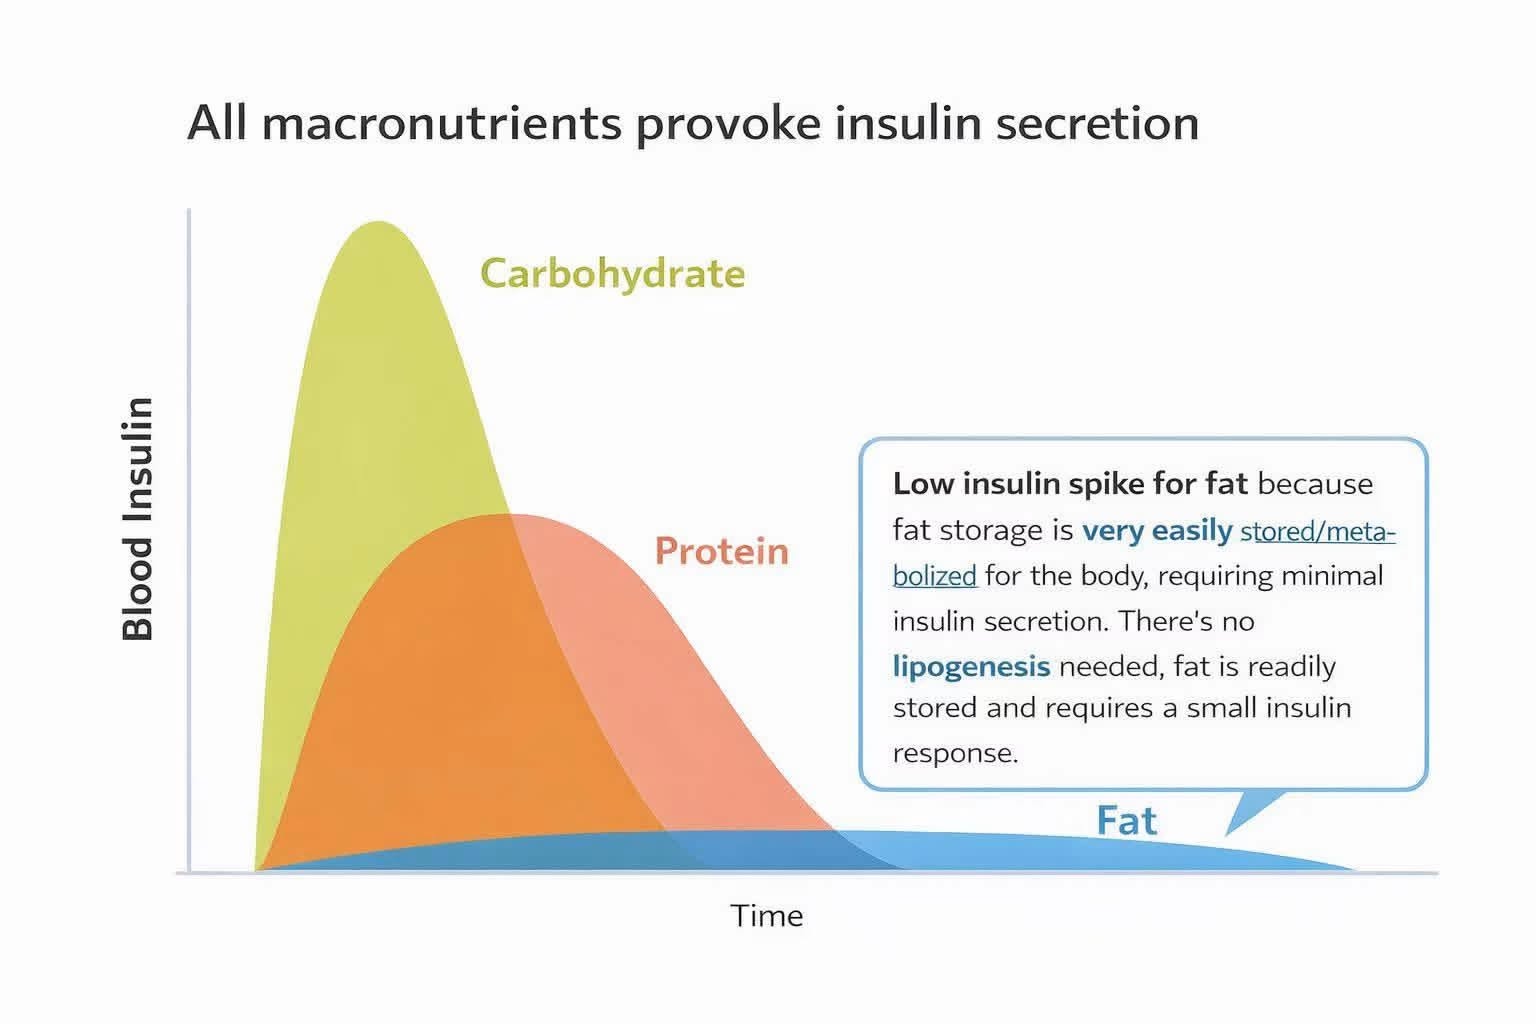 All macronutrients provoke insulin secretion
Carbohydrate
Protein
Blood Insulin
Low insulin spike for fat because
fat storage is very easily stored/meta-
bolized for the body, requiring minimal
insulin secretion. There's no
lipogenesis needed, fat is readily
stored and requires a small insulin
response.
Fat
Time